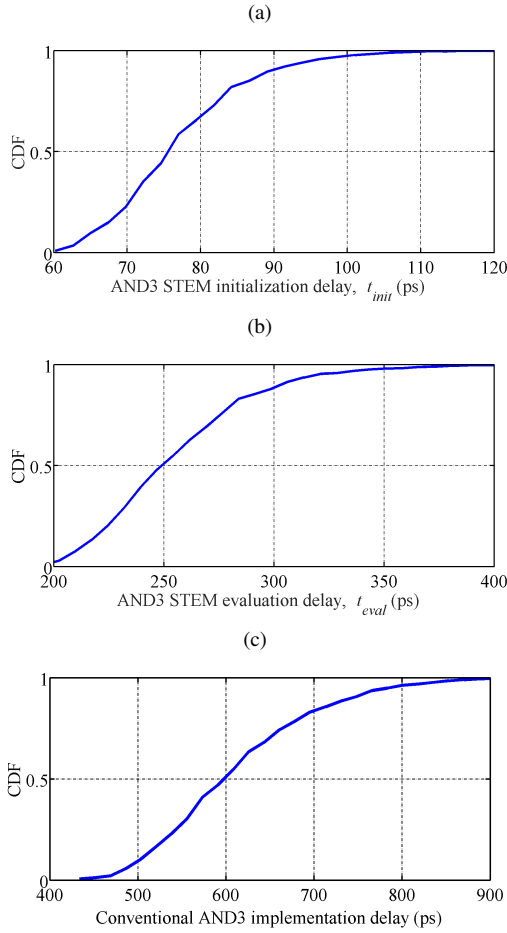 (a)
1
0.5
0
CDF
60 70 80 90 100 110 120
AND3 STEM initialization delay, t_init (ps)
(b)
1
0.5
0
CDF
200 250 300 350 400
AND3 STEM evaluation delay, t_eval (ps)
(c)
1
0.5
0
CDF
400 500 600 700 800 900
Conventional AND3 implementation delay (ps)